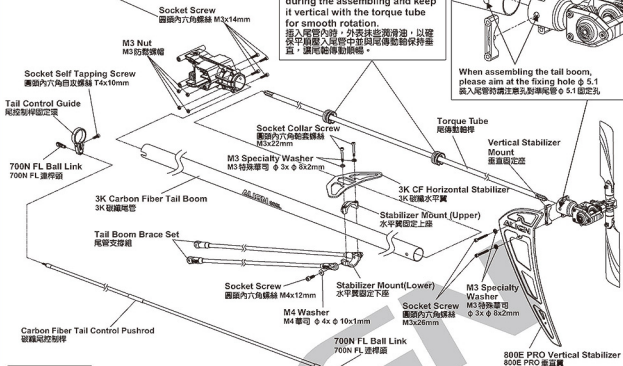 Socket Screw
圓頭內六角螺絲 M3x14mm
M3 Nut
M3 防鬆螺帽
Socket Self Tapping Screw
圓頭內六角自攻螺絲 T4x10mm
Tail Control Guide
尾控制桿固定環
700N FL Ball Link
700N FL 連桿頭
during the assembling and keep
it vertical with the torque tube
for smooth rotation.
插入尾管內時，外表抹些潤滑油，以確
保平順壓入尾管中並與尾傳動軸保持垂
直，讓尾軸傳動順暢。
When assembling the tail boom,
please aim at the fixing hole ϕ 5.1
裝入尾管時請注意孔對準尾管 ϕ 5.1 固定孔
Socket Collar Screw
圓頭內六角軸套螺絲
M3x22mm
M3 Specialty Washer
M3 特殊華司 ϕ 3x ϕ 8x2mm
Torque Tube
尾傳動軸桿
Vertical Stabilizer
Mount
垂直固定座
3K Carbon Fiber Tail Boom
3K 碳纖尾管
ALIGN
3K CF Horizontal Stabilizer
3K 碳纖水平翼
Stabilizer Mount (Upper)
水平翼固定上座
Tail Boom Brace Set
尾管支撐組
Socket Screw
圓頭內六角螺絲 M4x12mm
Stabilizer Mount(Lower)
水平翼固定下座
M4 Washer
M4 華司 ϕ 4x ϕ 10x1mm
Socket Screw
圓頭內六角螺絲
M3x26mm
M3 Specialty
Washer
M3 特殊華司
ϕ 3x ϕ 8x2mm
ALIGN
Carbon Fiber Tail Control Pushrod
碳纖尾控制桿
700N FL Ball Link
700N FL 連桿頭
800E PRO Vertical Stabilizer
800E PRO 垂直翼